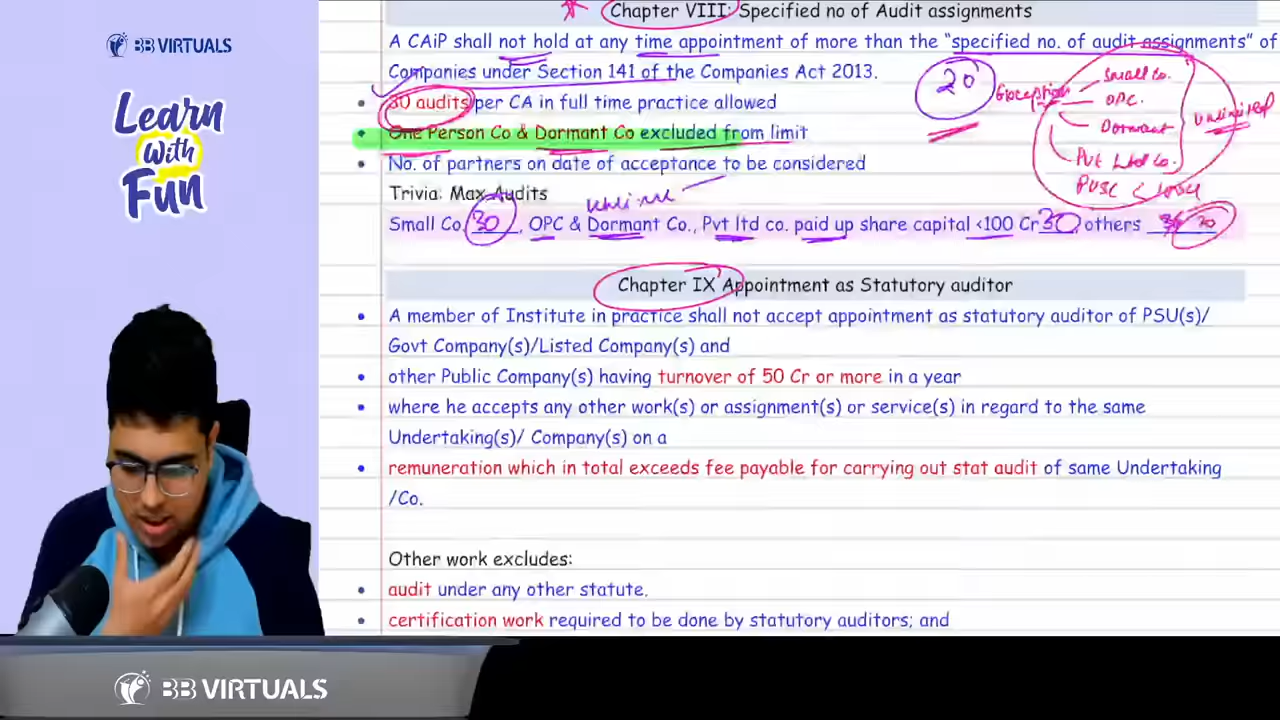 Chapter VIII: Specified no of Audit assignments
BB VIRTUALS
A CAiP shall not hold at any time appointment of more than the “specified no. of audit assignments” of
Companies under Section 141 of the Companies Act 2013.
20
Exception
Small Co.
OPC.
Dormant
Pvt Ltd Co.
PUSC <
Unlimited
30 audits per CA in full time practice allowed
One Person Co & Dormant Co excluded from limit
No. of partners on date of acceptance to be considered
Trivia: Max Audits
Small Co 30, OPC & Dormant Co., Pvt ltd co. paid up share capital <100 Cr 30, others 20
Learn
With
Fun
Chapter IX Appointment as Statutory auditor
A member of Institute in practice shall not accept appointment as statutory auditor of PSU(s)/
Govt Company(s)/Listed Company(s) and
other Public Company(s) having turnover of 50 Cr or more in a year
where he accepts any other work(s) or assignment(s) or service(s) in regard to the same
Undertaking(s)/ Company(s) on a
remuneration which in total exceeds fee payable for carrying out stat audit of same Undertaking
/Co.
Other work excludes:
audit under any other statute.
certification work required to be done by statutory auditors; and
BB VIRTUALS